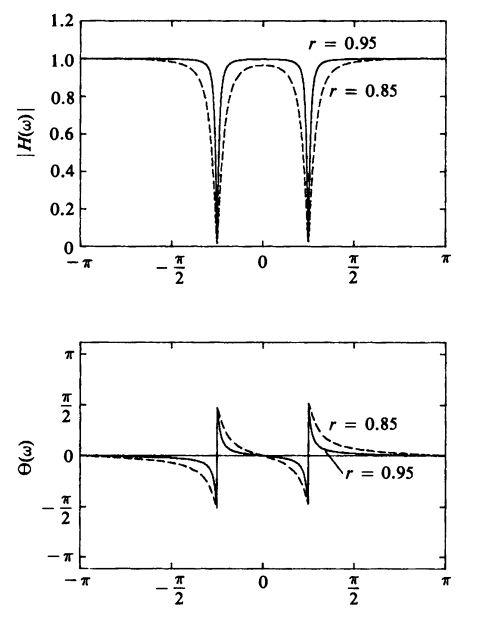 1.2
r = 0.95
1.0
0.8
r = 0.85
|H(ω)|
0.6
0.4
0.2
0
−π
−π/2
0
π/2
π
π
π/2
r = 0.85
Θ(ω)
0
r = 0.95
−π/2
−π
−π
−π/2
0
π/2
π